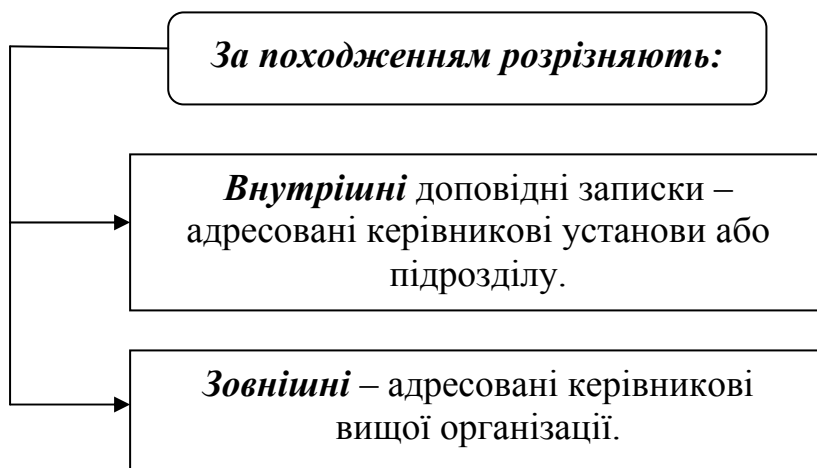 За походженням розрізняють:
Внутрішні доповідні записки –
адресовані керівникові установи або
підрозділу.
Зовнішні – адресовані керівникові
вищої організації.